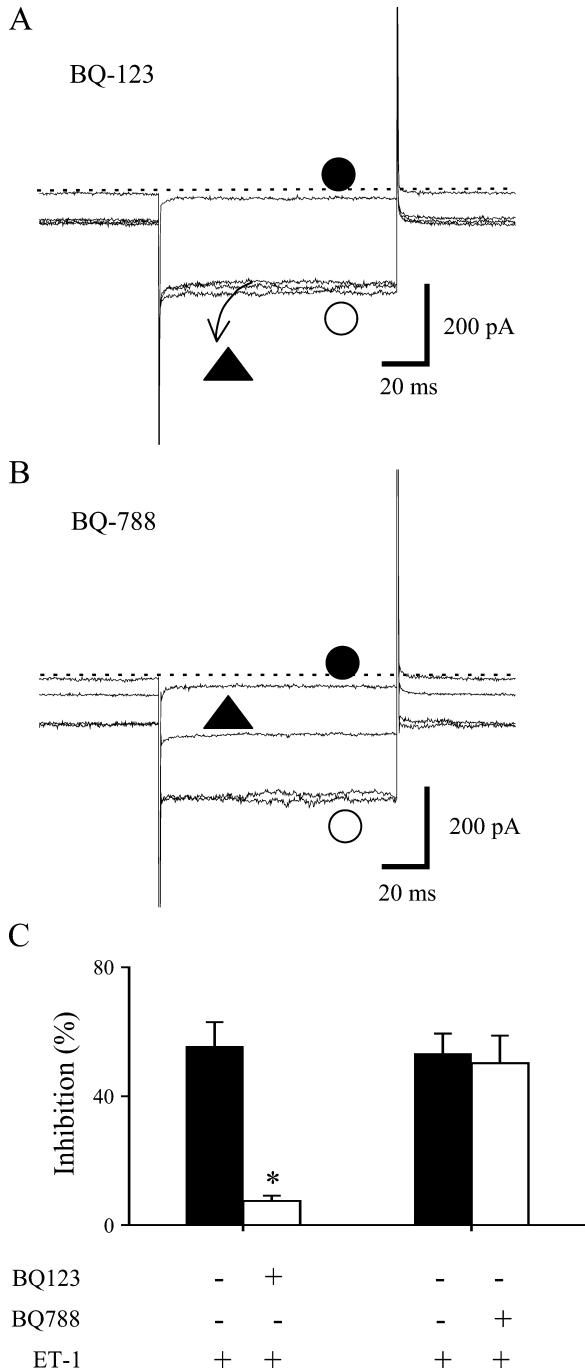 A
BQ-123
200 pA
20 ms
B
BQ-788
200 pA
20 ms
C
Inhibition (%)
80
40
0
*
BQ123 - + - -
BQ788 - - - +
ET-1 + + + +